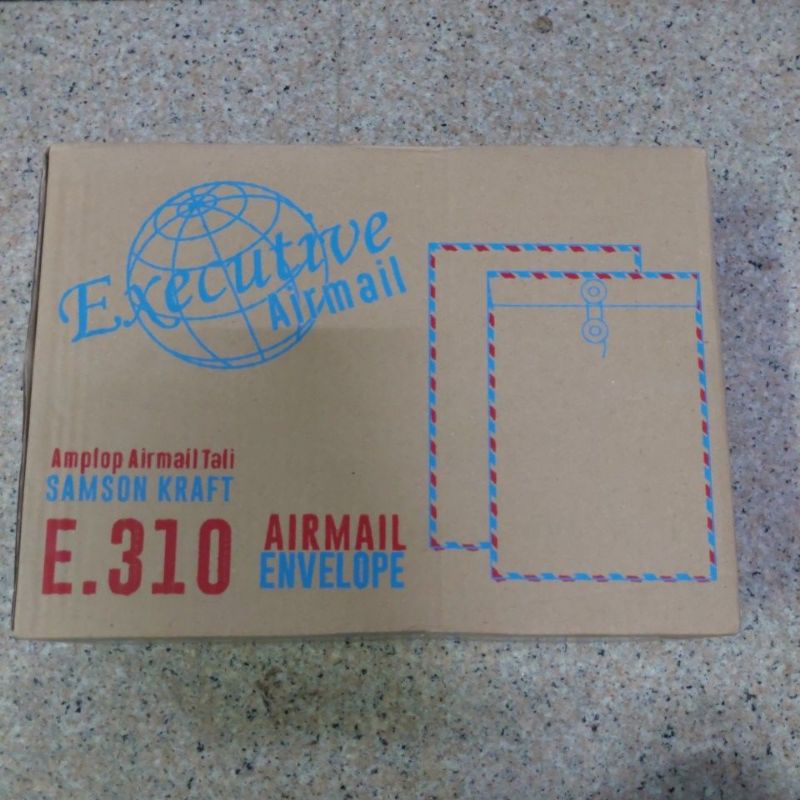 Executive
Airmail
Amplop Airmail Tali
SAMSON KRAFT
E.310
AIRMAIL
ENVELOPE